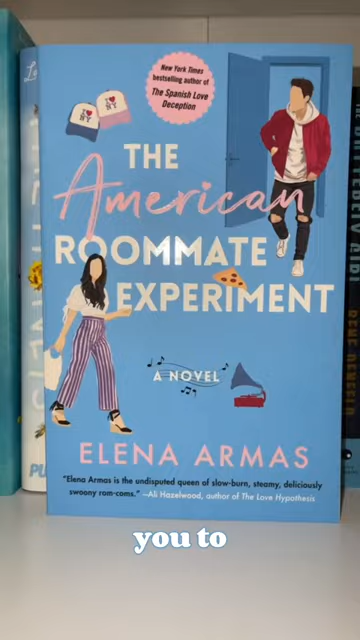 New York Times
bestselling author of
The Spanish Love
Deception
I ♥ NY
I ♥ NY
THE
American
ROOMMATE
EXPERIMENT
A NOVEL
ELENA ARMAS
"Elena Armas is the undisputed queen of slow-burn, steamy, deliciously
swoony rom-coms." —Ali Hazelwood, author of The Love Hypothesis
you to